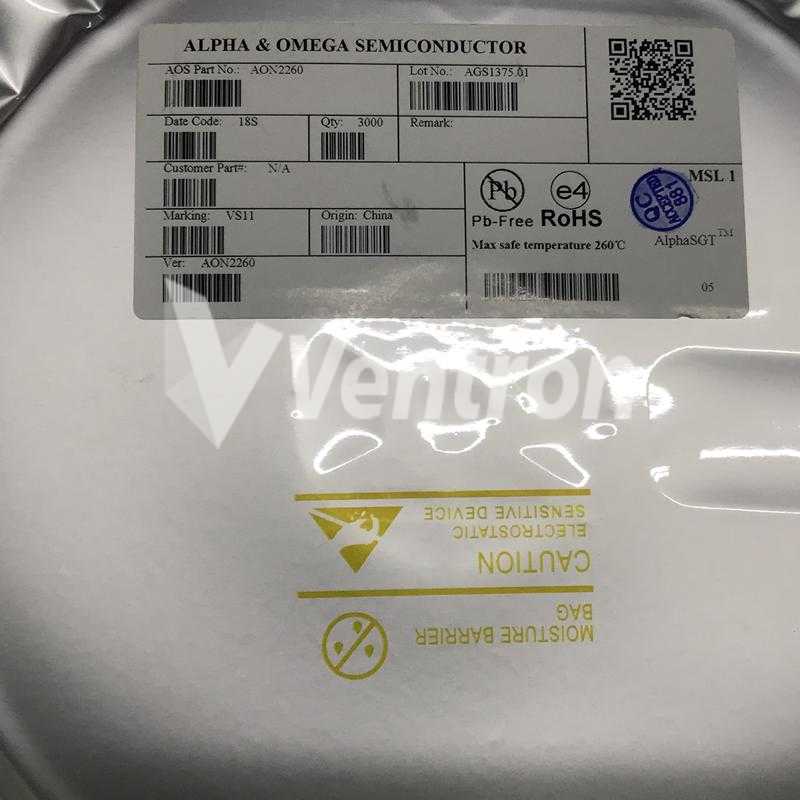 ALPHA & OMEGA SEMICONDUCTOR
AOS Part No.: AON2260
Lot No.: AGS1375.01
Date Code: 18S
Qty: 3000
Remark:
Customer Part#: N/A
Marking: VS11
Origin: China
Ver: AON2260
Pb
e4
QC
ACCEPTED
881
MSL 1
Pb-Free RoHS
Max safe temperature 260℃
AlphaSGT™
05
Ventron
ELECTROSTATIC
SENSITIVE DEVICE
CAUTION
MOISTURE BARRIER
BAG